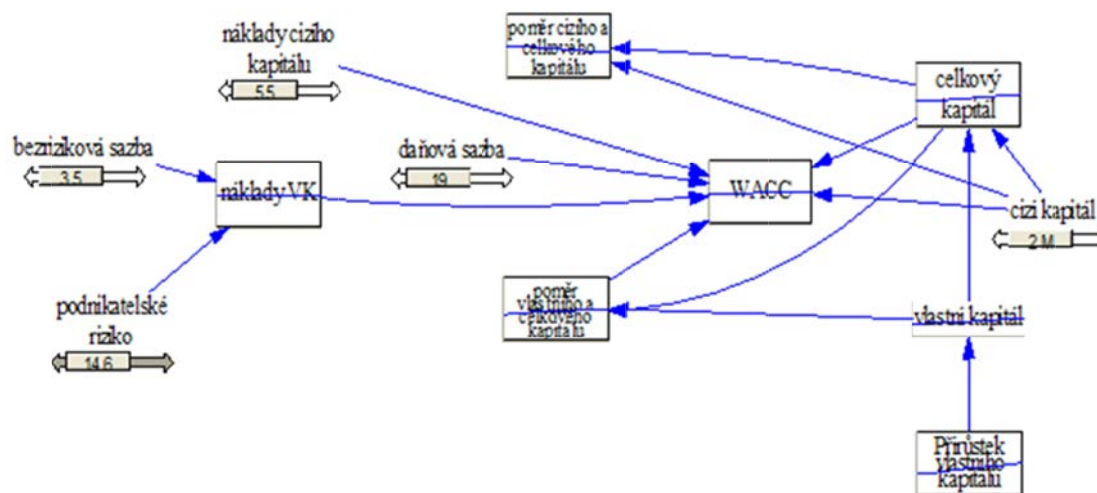 náklady cizího
kapitálu
5.5
poměr cizího a
celkového
kapitálu
celkový
kapitál
bezriziková sazba
3.5
daňová sazba
19
náklady VK
WACC
cizí kapitál
2 M
podnikatelské
riziko
14.6
poměr
vlastního a
celkového
kapitálu
vlastní kapitál
Přírůstek
vlastního
kapitálu